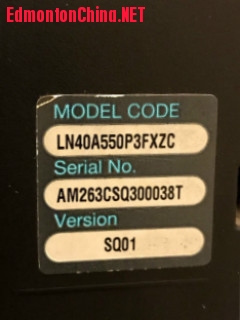 EdmontonChina.NET
MODEL CODE
LN40A550P3FXZC
Serial No.
AM263CSQ300038T
Version
SQ01